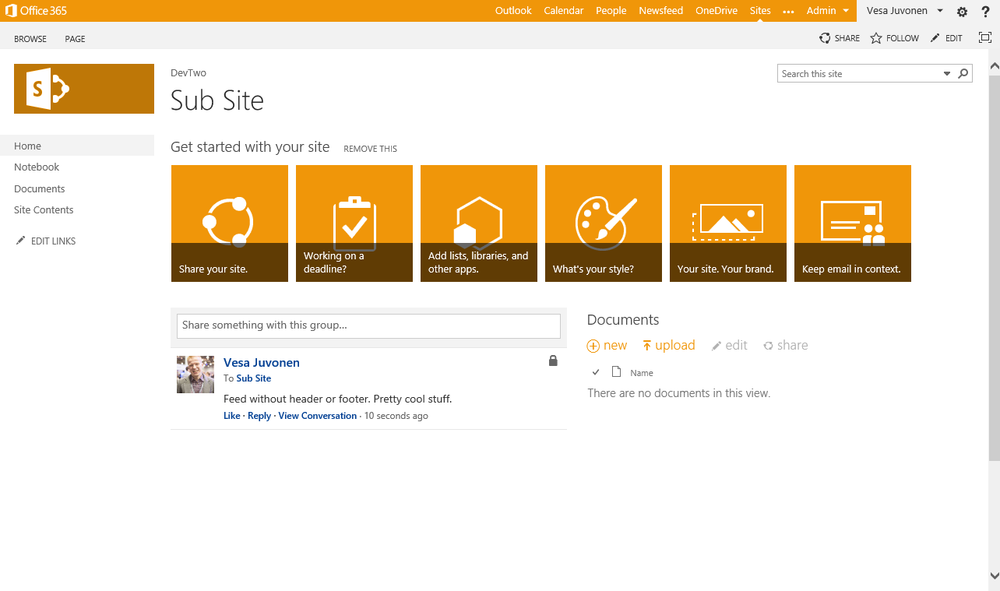 Office 365
Outlook Calendar People Newsfeed OneDrive Sites ••• Admin Vesa Juvonen ?
BROWSE PAGE SHARE FOLLOW EDIT
S
DevTwo
Search this site
Sub Site
Home
Notebook
Documents
Site Contents
EDIT LINKS
Get started with your site REMOVE THIS
Share your site.
Working on a
deadline?
Add lists, libraries, and
other apps.
What's your style?
Your site. Your brand.
Keep email in context.
Share something with this group...
Vesa Juvonen
To Sub Site
Feed without header or footer. Pretty cool stuff.
Like · Reply · View Conversation · 10 seconds ago
Documents
new upload edit share
Name
There are no documents in this view.